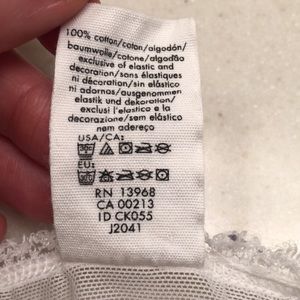 100% cotton/coton/algodón/
baumwolle/cotone/algodão
exclusive of elastic and
decoration/sans élastiques
ni décoration/sin elástico
ni adornos/ausgenommen
elastik und dekoration/
exclusi l'elastico e la
decorazione/sem elástico
nem adereço
USA/CA:
EU:
RN 13968
CA 00213
ID CK055
J2041